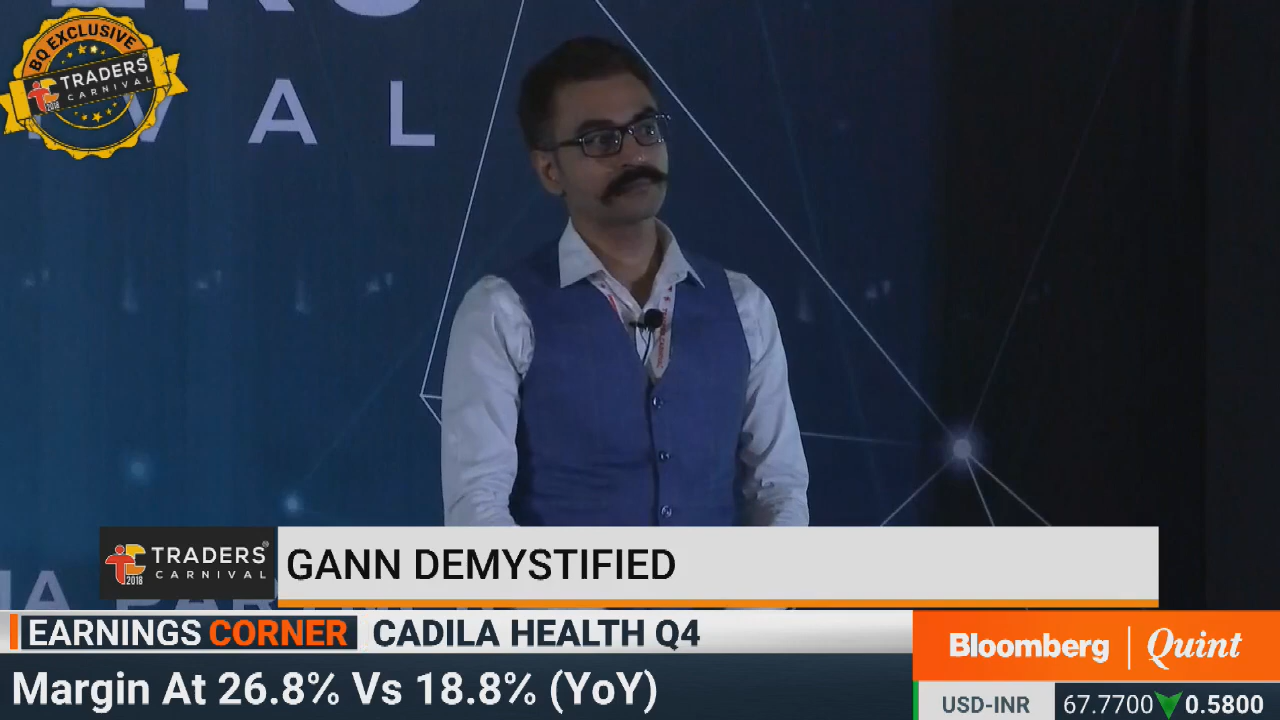 BQ EXCLUSIVE
TRADERS
CARNIVAL
2018
VAL
TRADERS
CARNIVAL
2018
GANN DEMYSTIFIED
EARNINGS CORNER CADILA HEALTH Q4
Margin At 26.8% Vs 18.8% (YoY)
Bloomberg | Quint
USD-INR 67.7700 0.5800